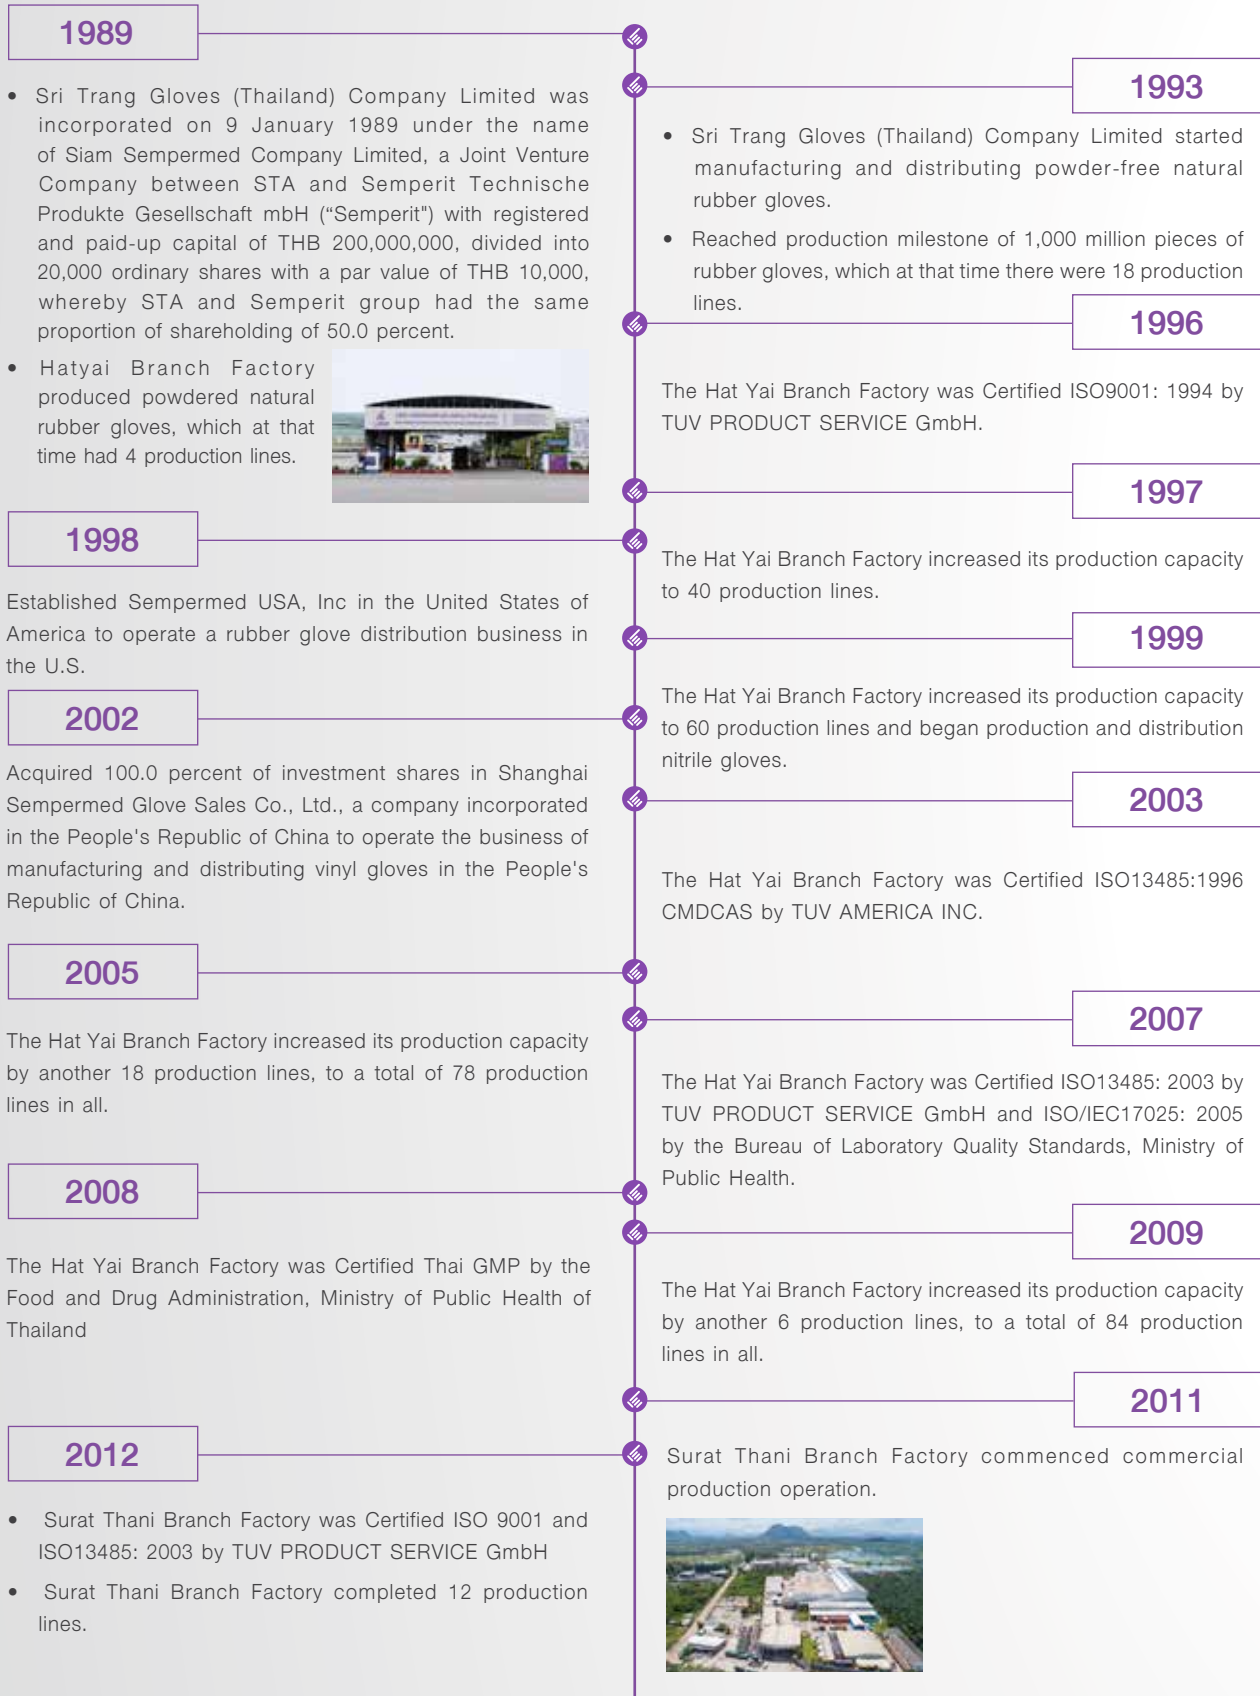 1989
• Sri Trang Gloves (Thailand) Company Limited was
incorporated on 9 January 1989 under the name
of Siam Sempermed Company Limited, a Joint Venture
Company between STA and Semperit Technische
Produkte Gesellschaft mbH (“Semperit") with registered
and paid-up capital of THB 200,000,000, divided into
20,000 ordinary shares with a par value of THB 10,000,
whereby STA and Semperit group had the same
proportion of shareholding of 50.0 percent.
• Hatyai Branch Factory
produced powdered natural
rubber gloves, which at that
time had 4 production lines.
1993
• Sri Trang Gloves (Thailand) Company Limited started
manufacturing and distributing powder-free natural
rubber gloves.
• Reached production milestone of 1,000 million pieces of
rubber gloves, which at that time there were 18 production
lines.
1996
The Hat Yai Branch Factory was Certified ISO9001: 1994 by
TUV PRODUCT SERVICE GmbH.
1997
The Hat Yai Branch Factory increased its production capacity
to 40 production lines.
1998
Established Sempermed USA, Inc in the United States of
America to operate a rubber glove distribution business in
the U.S.
1999
The Hat Yai Branch Factory increased its production capacity
to 60 production lines and began production and distribution
nitrile gloves.
2002
Acquired 100.0 percent of investment shares in Shanghai
Sempermed Glove Sales Co., Ltd., a company incorporated
in the People's Republic of China to operate the business of
manufacturing and distributing vinyl gloves in the People's
Republic of China.
2003
The Hat Yai Branch Factory was Certified ISO13485:1996
CMDCAS by TUV AMERICA INC.
2005
The Hat Yai Branch Factory increased its production capacity
by another 18 production lines, to a total of 78 production
lines in all.
2007
The Hat Yai Branch Factory was Certified ISO13485: 2003 by
TUV PRODUCT SERVICE GmbH and ISO/IEC17025: 2005
by the Bureau of Laboratory Quality Standards, Ministry of
Public Health.
2008
The Hat Yai Branch Factory was Certified Thai GMP by the
Food and Drug Administration, Ministry of Public Health of
Thailand
2009
The Hat Yai Branch Factory increased its production capacity
by another 6 production lines, to a total of 84 production
lines in all.
2011
Surat Thani Branch Factory commenced commercial
production operation.
2012
• Surat Thani Branch Factory was Certified ISO 9001 and
ISO13485: 2003 by TUV PRODUCT SERVICE GmbH
• Surat Thani Branch Factory completed 12 production
lines.